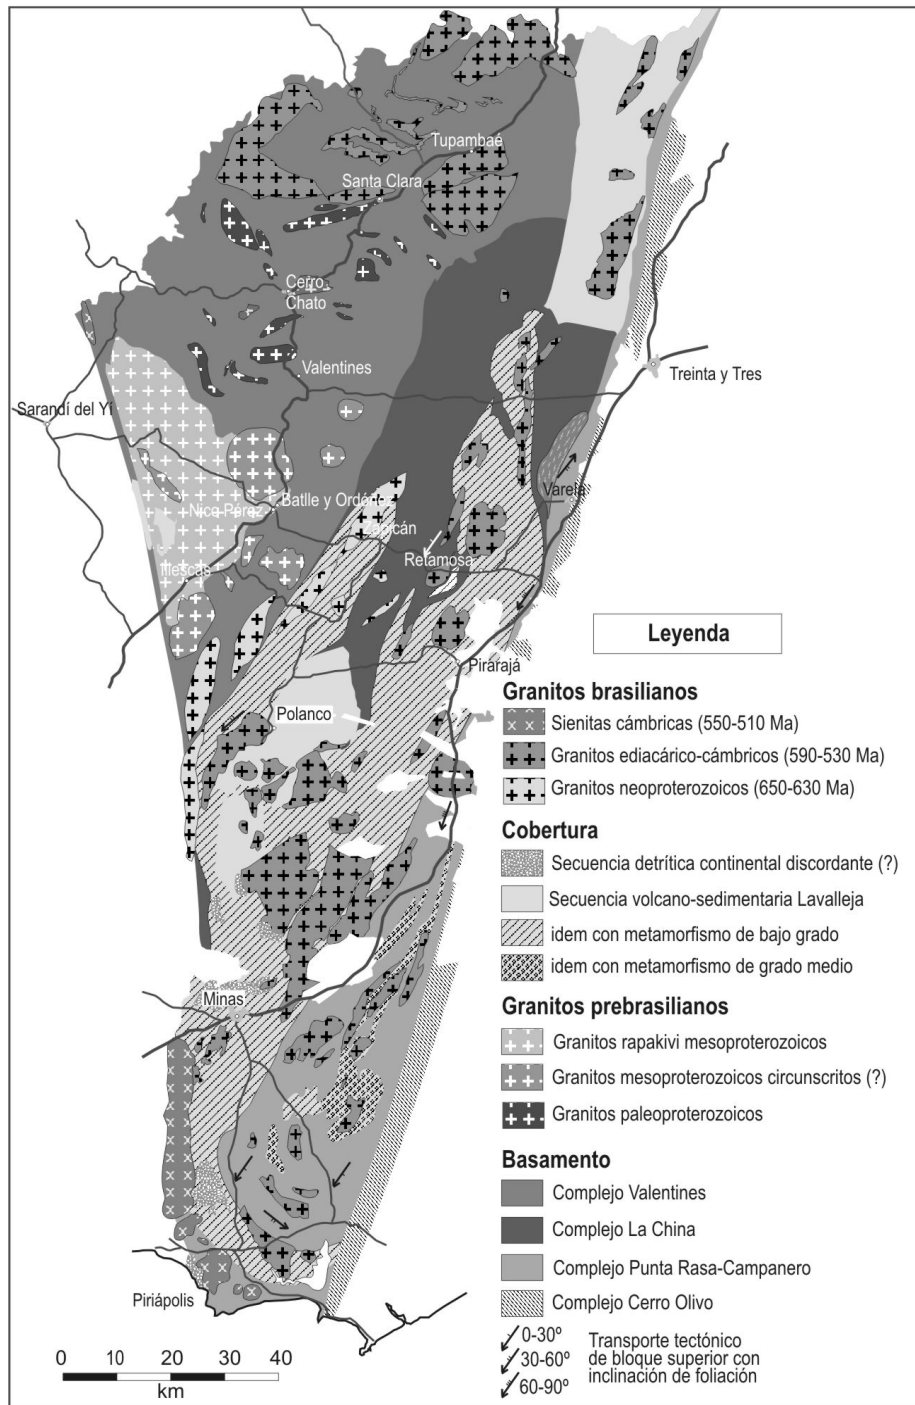 Tupambaé
Santa Clara
Cerro
Chato
Valentines
Treinta y Tres
Sarandí del Yí
Batlle y Ordóñez
Nico Pérez
Varela
Zapicán
Retamosa
Illescas
Pirarajá
Polanco
Minas
Piriápolis
0 10 20 30 40
km
Leyenda
Granitos brasilianos
Sienitas cámbricas (550-510 Ma)
Granitos ediacárico-cámbricos (590-530 Ma)
Granitos neoproterozoicos (650-630 Ma)
Cobertura
Secuencia detrítica continental discordante (?)
Secuencia volcano-sedimentaria Lavalleja
idem con metamorfismo de bajo grado
idem con metamorfismo de grado medio
Granitos prebrasilianos
Granitos rapakivi mesoproterozoicos
Granitos mesoproterozoicos circunscritos (?)
Granitos paleoproterozoicos
Basamento
Complejo Valentines
Complejo La China
Complejo Punta Rasa-Campanero
Complejo Cerro Olivo
0-30º
30-60º
60-90º
Transporte tectónico
de bloque superior con
inclinación de foliación